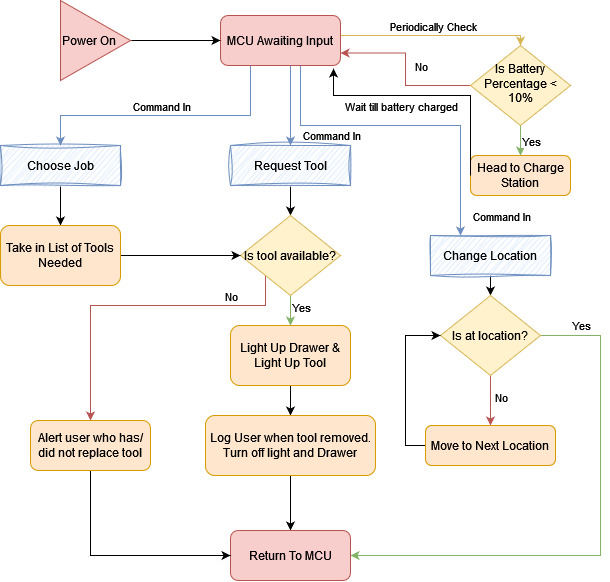 Periodically Check
Power On
MCU Awaiting Input
No
Is Battery
Percentage <
10%
Command In
Wait till battery charged
Command In
Yes
Choose Job
Request Tool
Head to Charge
Station
Command In
Take in List of Tools
Needed
Is tool available?
Change Location
No
Yes
Is at location?
Yes
Light Up Drawer &
Light Up Tool
No
Alert user who has/
did not replace tool
Log User when tool removed.
Turn off light and Drawer
Move to Next Location
Return To MCU